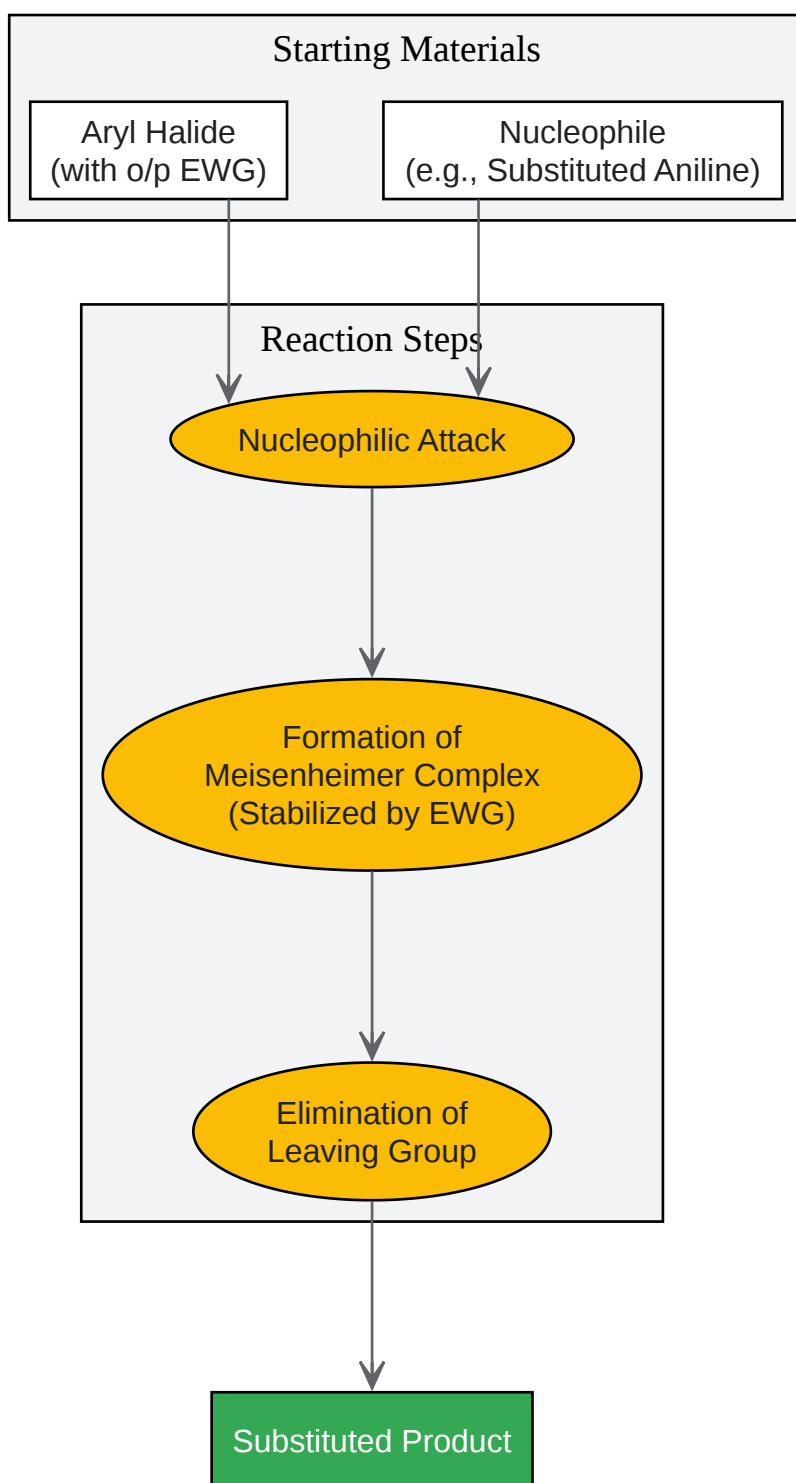 Starting Materials
Aryl Halide
(with o/p EWG)
Nucleophile
(e.g., Substituted Aniline)
Reaction Steps
Nucleophilic Attack
Formation of
Meisenheimer Complex
(Stabilized by EWG)
Elimination of
Leaving Group
Substituted Product